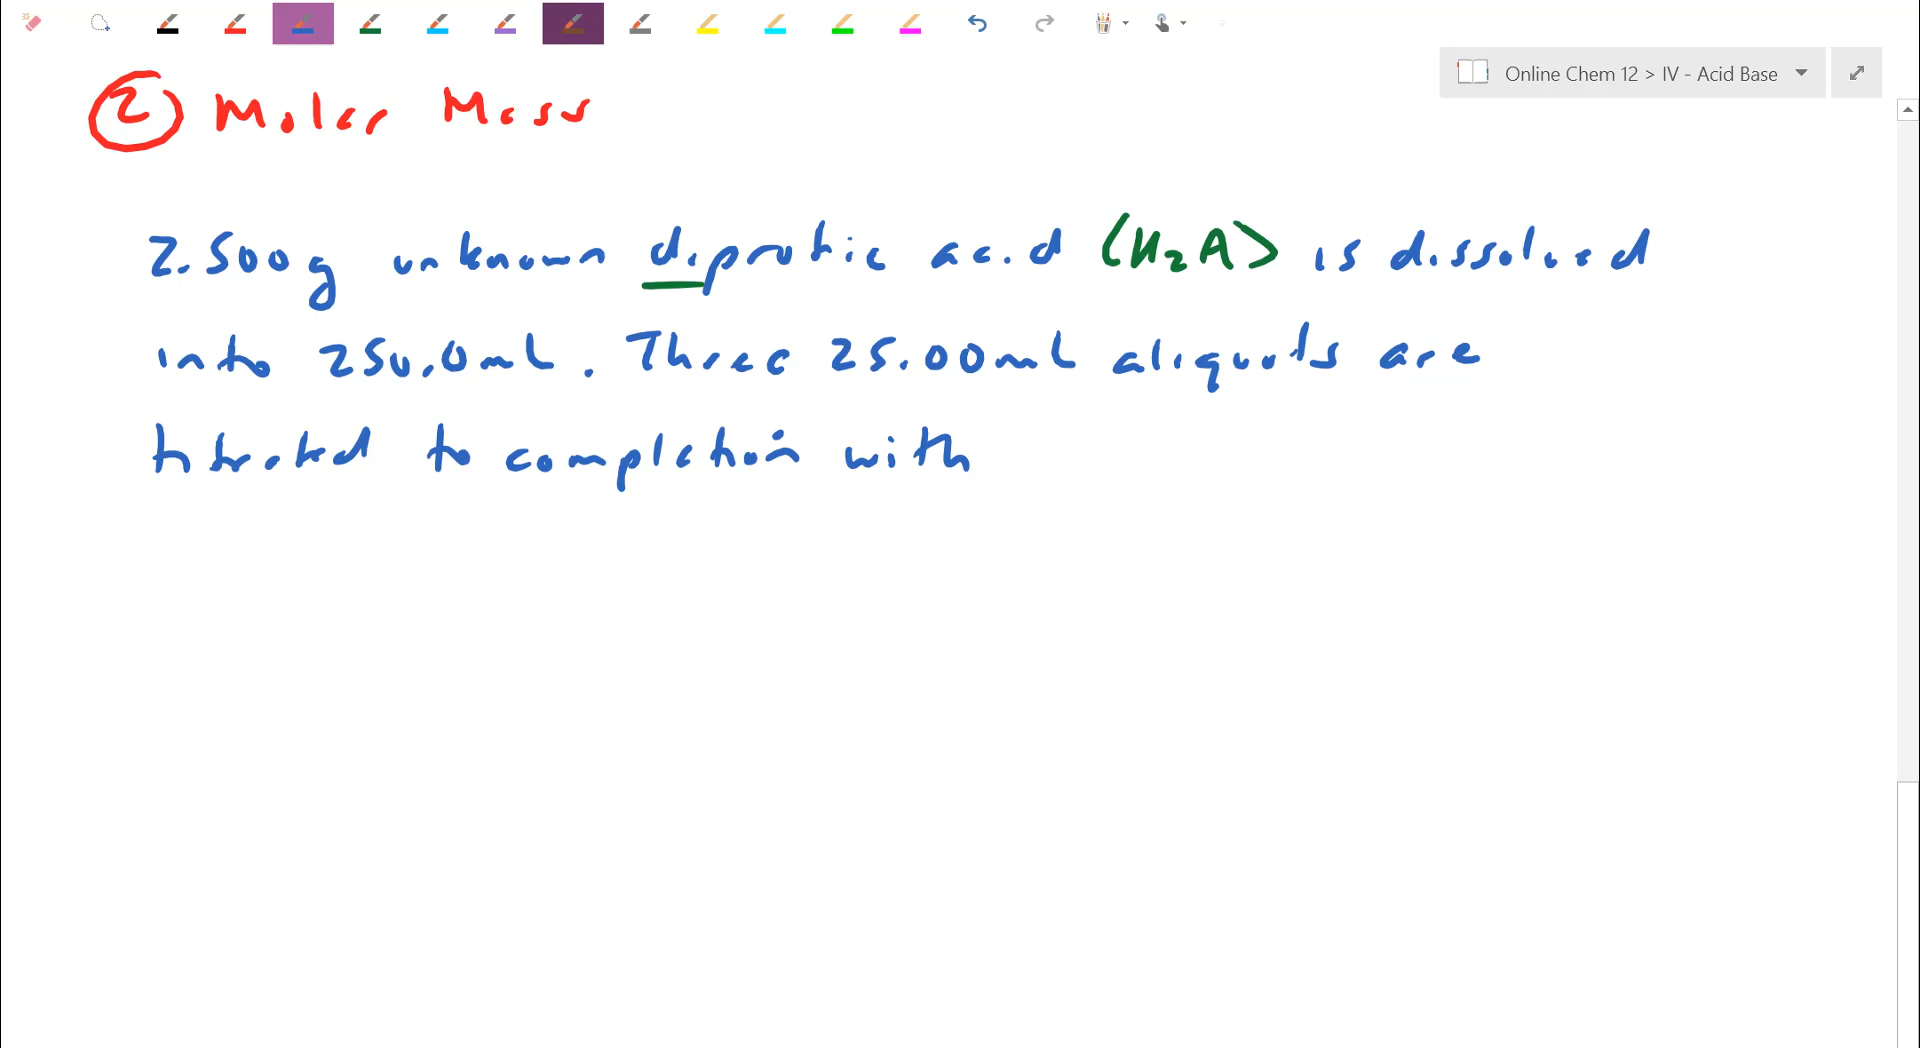 Online Chem 12 > IV - Acid Base
② Molar Mass
2.500g unknown diprotic acid (H₂A) is dissolved
into 250.0mL. Three 25.00mL aliquots are
titrated to completion with